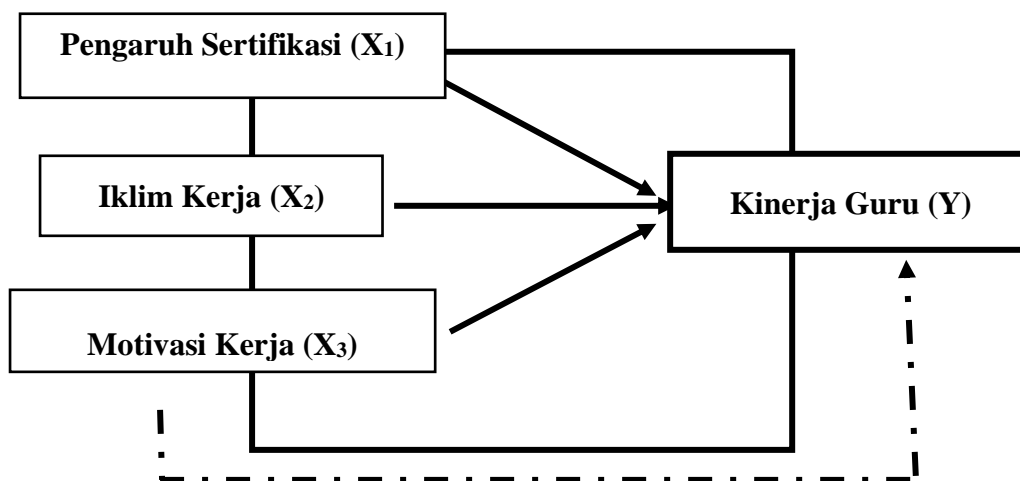 Pengaruh Sertifikasi (X₁)
Iklim Kerja (X₂)
Kinerja Guru (Y)
Motivasi Kerja (X₃)